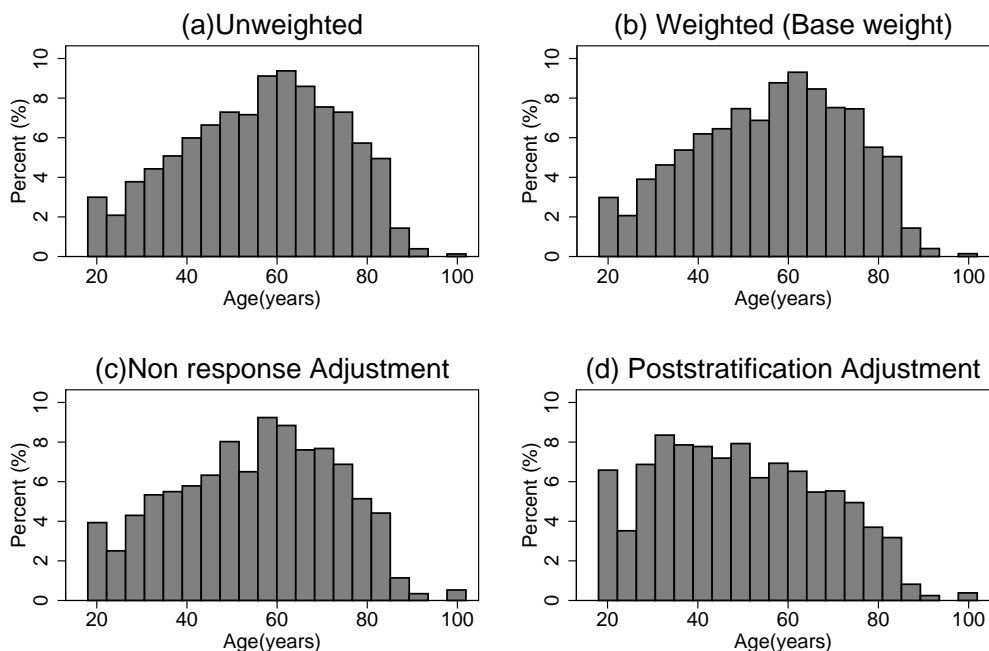 (a)Unweighted
Percent (%)
0 2 4 6 8 10
20 40 60 80 100
Age(years)
(b) Weighted (Base weight)
Percent (%)
0 2 4 6 8 10
20 40 60 80 100
Age(years)
(c)Non response Adjustment
Percent (%)
0 2 4 6 8 10
20 40 60 80 100
Age(years)
(d) Poststratification Adjustment
Percent (%)
0 2 4 6 8 10
20 40 60 80 100
Age(years)